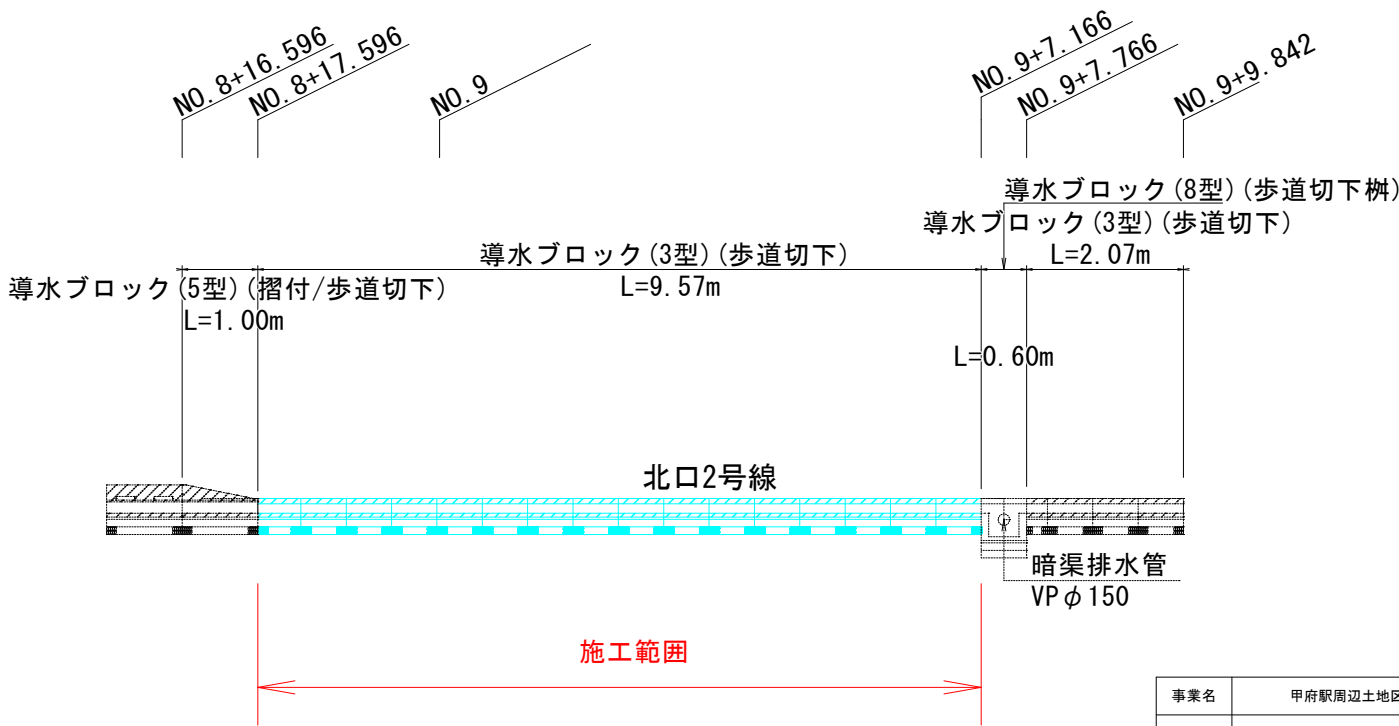 NO.8+16.596
NO.8+17.596
NO.9
NO.9+7.166
NO.9+7.766
NO.9+9.842
導水ブロック(8型)(歩道切下桝)
導水ブロック(3型)(歩道切下)
L=2.07m
導水ブロック(3型)(歩道切下)
L=9.57m
導水ブロック(5型)(摺付/歩道切下)
L=1.00m
L=0.60m
北口2号線
暗渠排水管
VPφ150
施工範囲
事業名 甲府駅周辺土地区